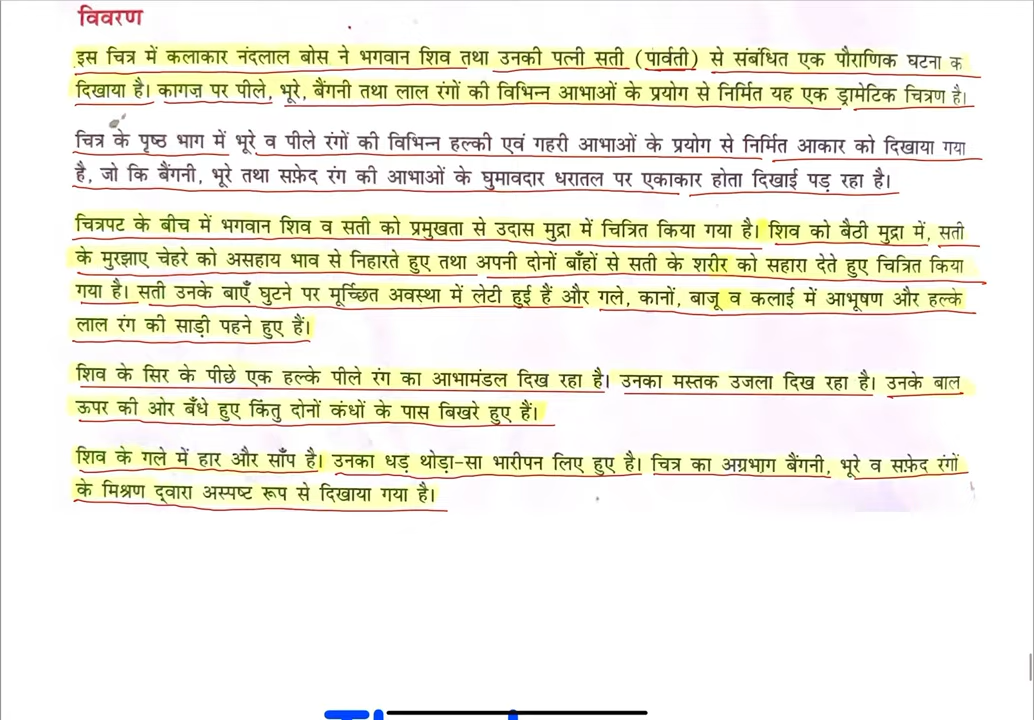 विवरण
इस चित्र में कलाकार नंदलाल बोस ने भगवान शिव तथा उनकी पत्नी सती (पार्वती) से संबंधित एक पौराणिक घटना क
दिखाया है। कागज पर पीले, भूरे, बैंगनी तथा लाल रंगों की विभिन्न आभाओं के प्रयोग से निर्मित यह एक ड्रामेटिक चित्रण है।
चित्र के पृष्ठ भाग में भूरे व पीले रंगों की विभिन्न हल्की एवं गहरी आभाओं के प्रयोग से निर्मित आकार को दिखाया गया
है, जो कि बैंगनी, भूरे तथा सफ़ेद रंग की आभाओं के घुमावदार धरातल पर एकाकार होता दिखाई पड़ रहा है।
चित्रपट के बीच में भगवान शिव व सती को प्रमुखता से उदास मुद्रा में चित्रित किया गया है। शिव को बैठी मुद्रा में, सती
के मुरझाए चेहरे को असहाय भाव से निहारते हुए तथा अपनी दोनों बाँहों से सती के शरीर को सहारा देते हुए चित्रित किया
गया है। सती उनके बाएँ घुटने पर मूर्च्छित अवस्था में लेटी हुई हैं और गले, कानों, बाजू व कलाई में आभूषण और हल्के
लाल रंग की साड़ी पहने हुए हैं।
शिव के सिर के पीछे एक हल्के पीले रंग का आभामंडल दिख रहा है। उनका मस्तक उजला दिख रहा है। उनके बाल
ऊपर की ओर बँधे हुए किंतु दोनों कंधों के पास बिखरे हुए हैं।
शिव के गले में हार और साँप है। उनका धड़ थोड़ा-सा भारीपन लिए हुए है। चित्र का अग्रभाग बैंगनी, भूरे व सफ़ेद रंगों
के मिश्रण द्वारा अस्पष्ट रूप से दिखाया गया है।